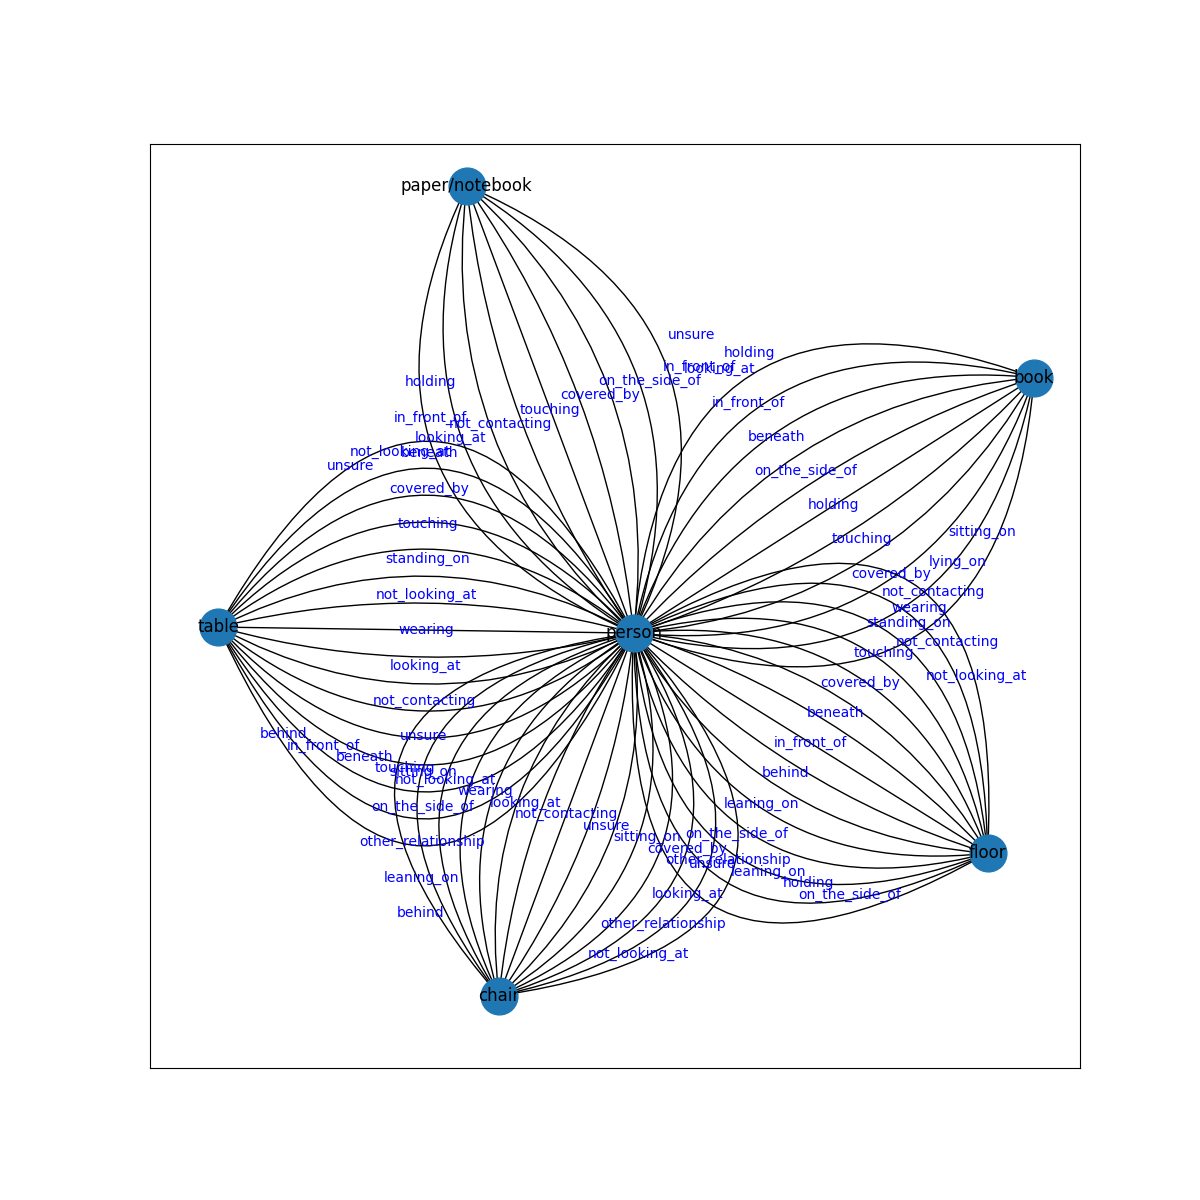 paper/notebook
unsure
holding
in_front_of
looking_at
book
holding
on_the_side_of
covered_by
in_front_of
touching
in_front_of
not_contacting
looking_at
beneath
not_looking_at
beneath
unsure
on_the_side_of
covered_by
holding
touching
touching
sitting_on
standing_on
lying_on
covered_by
not_looking_at
not_contacting
wearing
standing_on
table
wearing
person
not_contacting
touching
looking_at
not_looking_at
covered_by
not_contacting
beneath
behind
unsure
in_front_of
in_front_of
beneath
touching
sitting_on
behind
not_looking_at
wearing
looking_at
leaning_on
on_the_side_of
not_contacting
unsure
sitting_on
on_the_side_of
other_relationship
covered_by
floor
other_relationship
unsure
leaning_on
leaning_on
holding
looking_at
on_the_side_of
behind
other_relationship
not_looking_at
chair